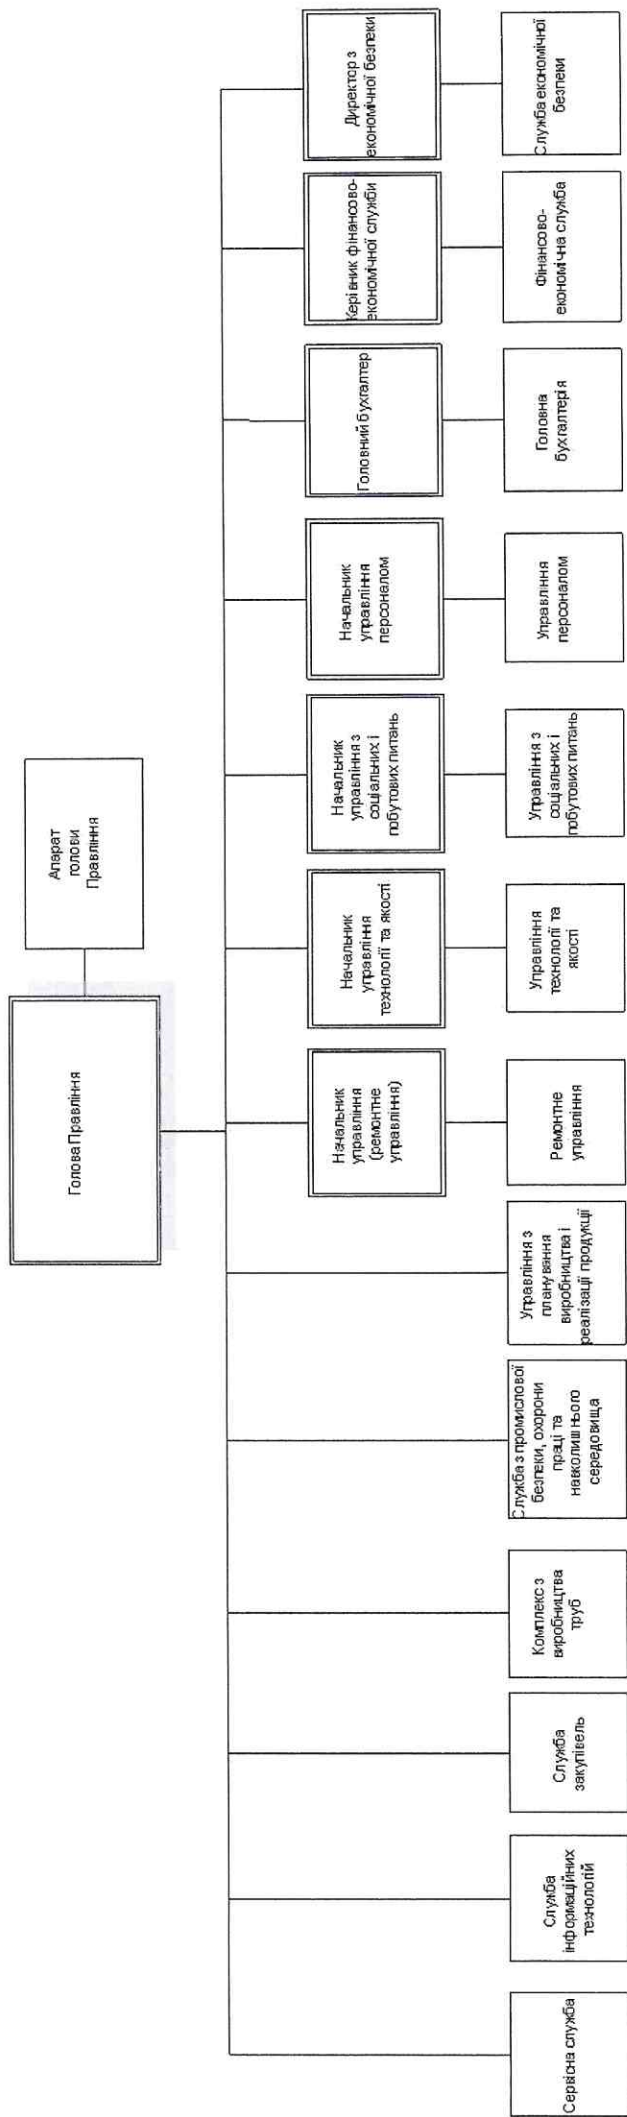 Апарат
голови
Правління
Голова Правління
Начальник
управління
(ремонтне
управління)
Начальник
управління
технології та якості
Начальник
управління з
соціальних і
побутових питань
Начальник
управління
персоналом
Головний бухгалтер
Керівник фінансово-
економічної служби
Директор з
економічної безпеки
Сервісна служба
Служба
інформаційних
технологій
Служба
закупівель
Комплекс з
виробництва
труб
Служба з промислової
безпеки, охорони
праці та
навколишнього
середовища
Управління з
планування
виробництва і
реалізації продукції
Ремонтне
управління
Управління
технології та
якості
Управління з
соціальних і
побутових питань
Управління
персоналом
Головна
бухгалтерія
Фінансово-
економічна служба
Служба економічної
безпеки